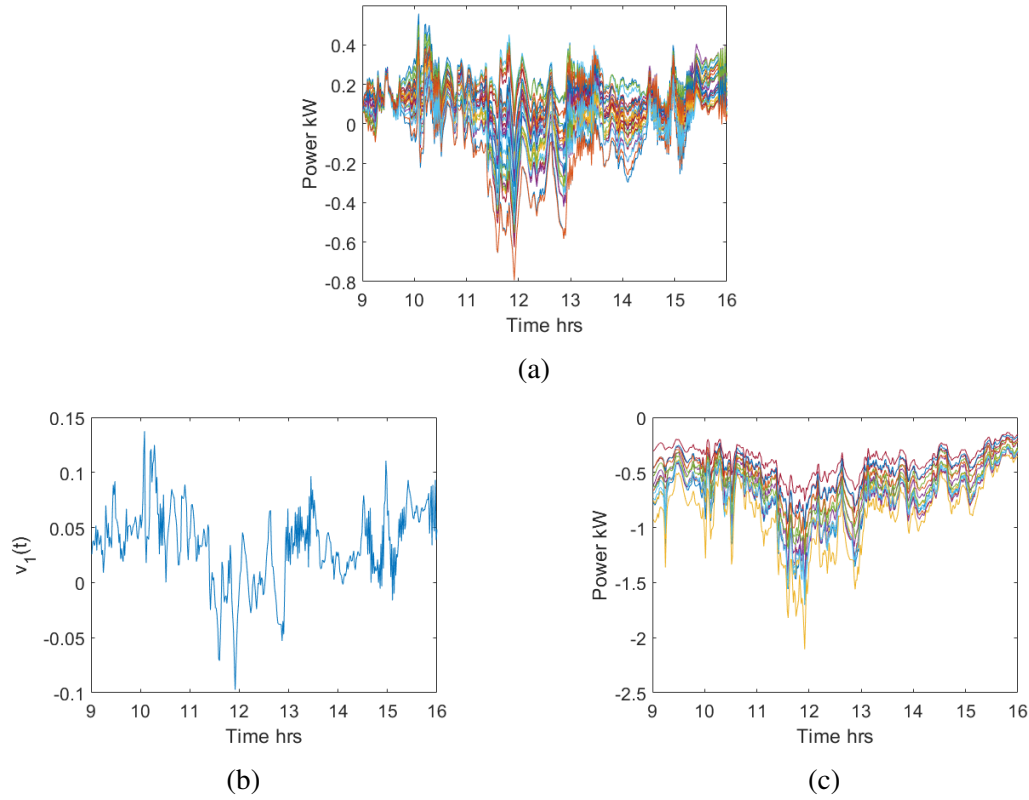 0.4
0.2
0
-0.2
-0.4
-0.6
-0.8
Power kW
9 10 11 12 13 14 15 16
Time hrs
(a)
0.15
0.1
0.05
0
-0.05
-0.1
v1(t)
9 10 11 12 13 14 15 16
Time hrs
(b)
0
-0.5
-1
-1.5
-2
-2.5
Power kW
9 10 11 12 13 14 15 16
Time hrs
(c)